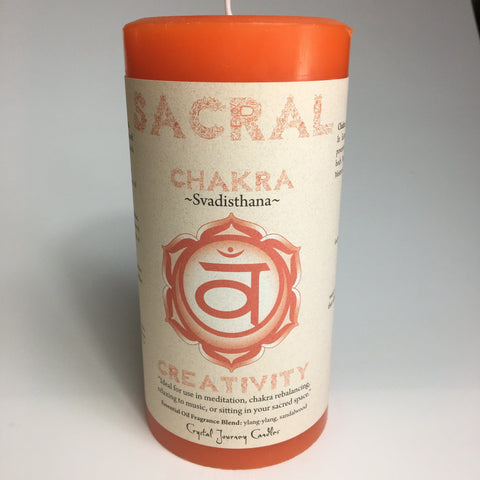 SACRAL
CHAKRA
~Svadisthana~
व
CREATIVITY
"Ideal for use in meditation, chakra rebalancing,
relaxing to music, or sitting in your sacred space."
Essential Oil Fragrance Blend: ylang-ylang, sandalwood
Crystal Journey Candles